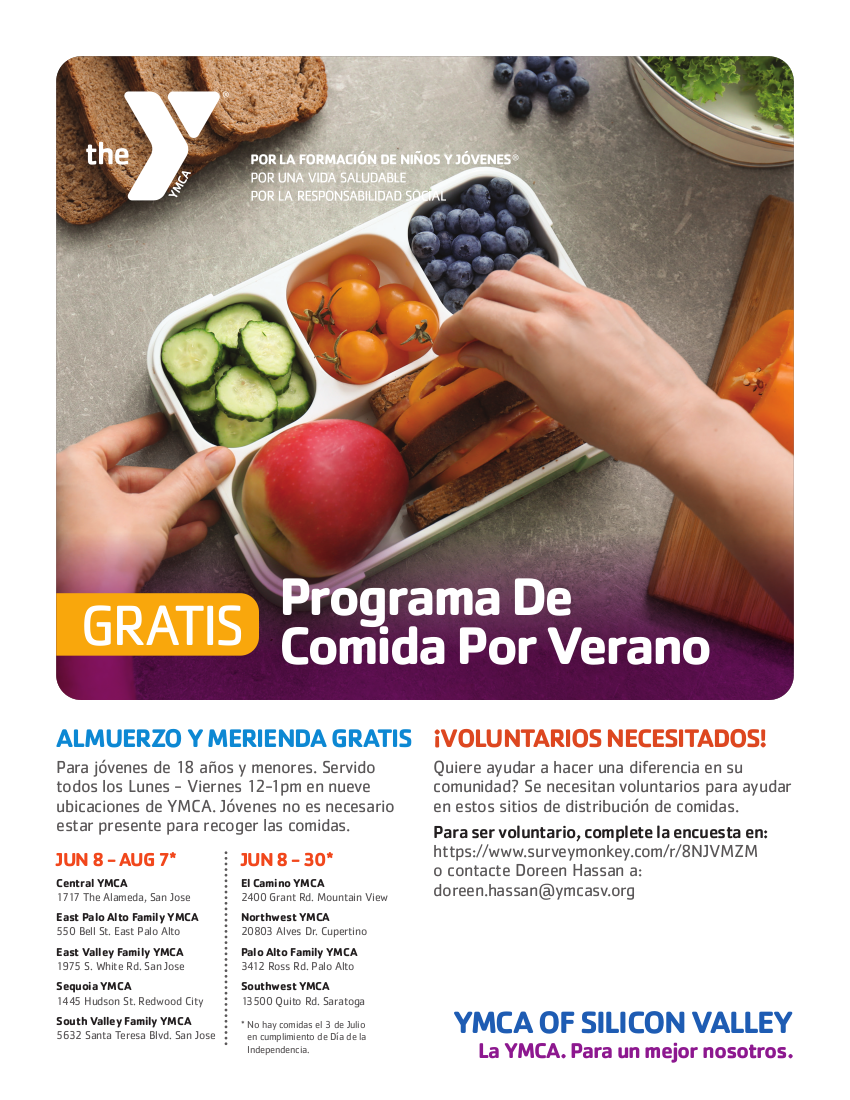 the
YMCA
POR LA FORMACIÓN DE NIÑOS Y JÓVENES®
POR UNA VIDA SALUDABLE
POR LA RESPONSABILIDAD SOCIAL
GRATIS
Programa De
Comida Por Verano
ALMUERZO Y MERIENDA GRATIS
Para jóvenes de 18 años y menores. Servido
todos los Lunes - Viernes 12-1pm en nueve
ubicaciones de YMCA. Jóvenes no es necesario
estar presente para recoger las comidas.
JUN 8 – AUG 7*
Central YMCA
1717 The Alameda, San Jose
East Palo Alto Family YMCA
550 Bell St. East Palo Alto
East Valley Family YMCA
1975 S. White Rd. San Jose
Sequoia YMCA
1445 Hudson St. Redwood City
South Valley Family YMCA
5632 Santa Teresa Blvd. San Jose
JUN 8 – 30*
El Camino YMCA
2400 Grant Rd. Mountain View
Northwest YMCA
20803 Alves Dr. Cupertino
Palo Alto Family YMCA
3412 Ross Rd. Palo Alto
Southwest YMCA
13500 Quito Rd. Saratoga
* No hay comidas el 3 de Julio
en cumplimiento de Día de la
Independencia.
¡VOLUNTARIOS NECESITADOS!
Quiere ayudar a hacer una diferencia en su
comunidad? Se necesitan voluntarios para ayudar
en estos sitios de distribución de comidas.
Para ser voluntario, complete la encuesta en:
https://www.surveymonkey.com/r/8NJVMZM
o contacte Doreen Hassan a:
doreen.hassan@ymcasv.org
YMCA OF SILICON VALLEY
La YMCA. Para un mejor nosotros.